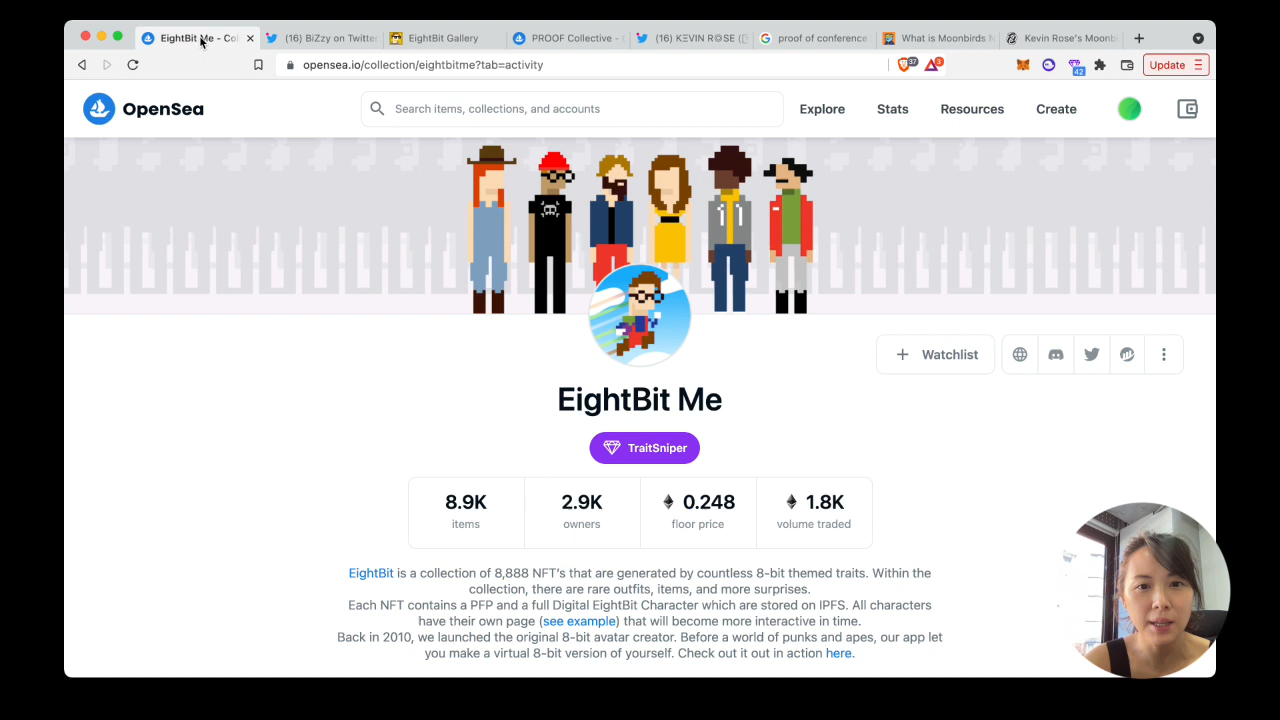 EightBit Me - Col
(16) BiZzy on Twitter
EightBit Gallery
PROOF Collective -
(16) KΞVIN R
proof of conference
What is Moonbirds N
Kevin Rose's Moonb
opensea.io/collection/eightbitme?tab=activity
37
3
42
Update
OpenSea
Search items, collections, and accounts
Explore
Stats
Resources
Create
Watchlist
EightBit Me
TraitSniper
8.9K
items
2.9K
owners
0.248
floor price
1.8K
volume traded
EightBit is a collection of 8,888 NFT's that are generated by countless 8-bit themed traits. Within the
collection, there are rare outfits, items, and more surprises.
Each NFT contains a PFP and a full Digital EightBit Character which are stored on IPFS. All characters
have their own page (see example) that will become more interactive in time.
Back in 2010, we launched the original 8-bit avatar creator. Before a world of punks and apes, our app let
you make a virtual 8-bit version of yourself. Check out it out in action here.